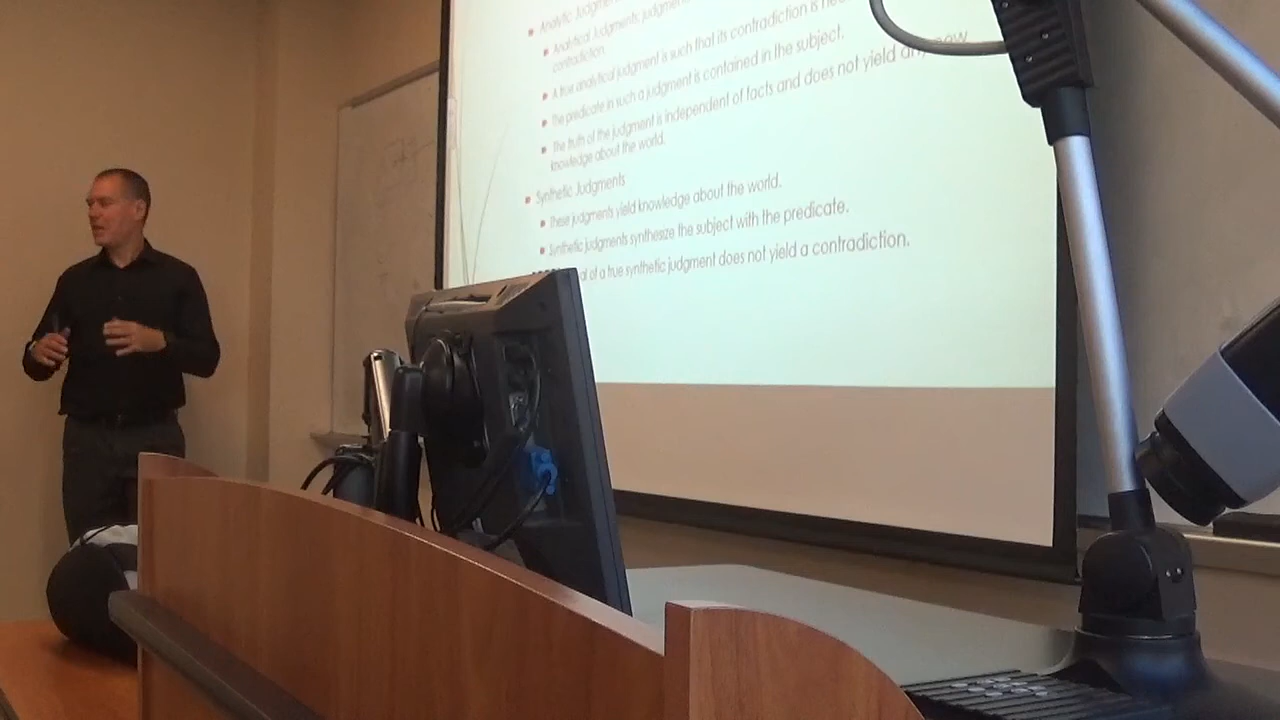 Analytic Judgments
Analytical Judgments: judgments
contradiction.
A true analytical judgment is such that its contradiction is
The predicate in such a judgment is contained in the subject.
The truth of the judgment is independent of facts and does not yield any new
knowledge about the world.
Synthetic Judgments
These judgments yield knowledge about the world.
Synthetic judgments synthesize the subject with the predicate.
of a true synthetic judgment does not yield a contradiction.